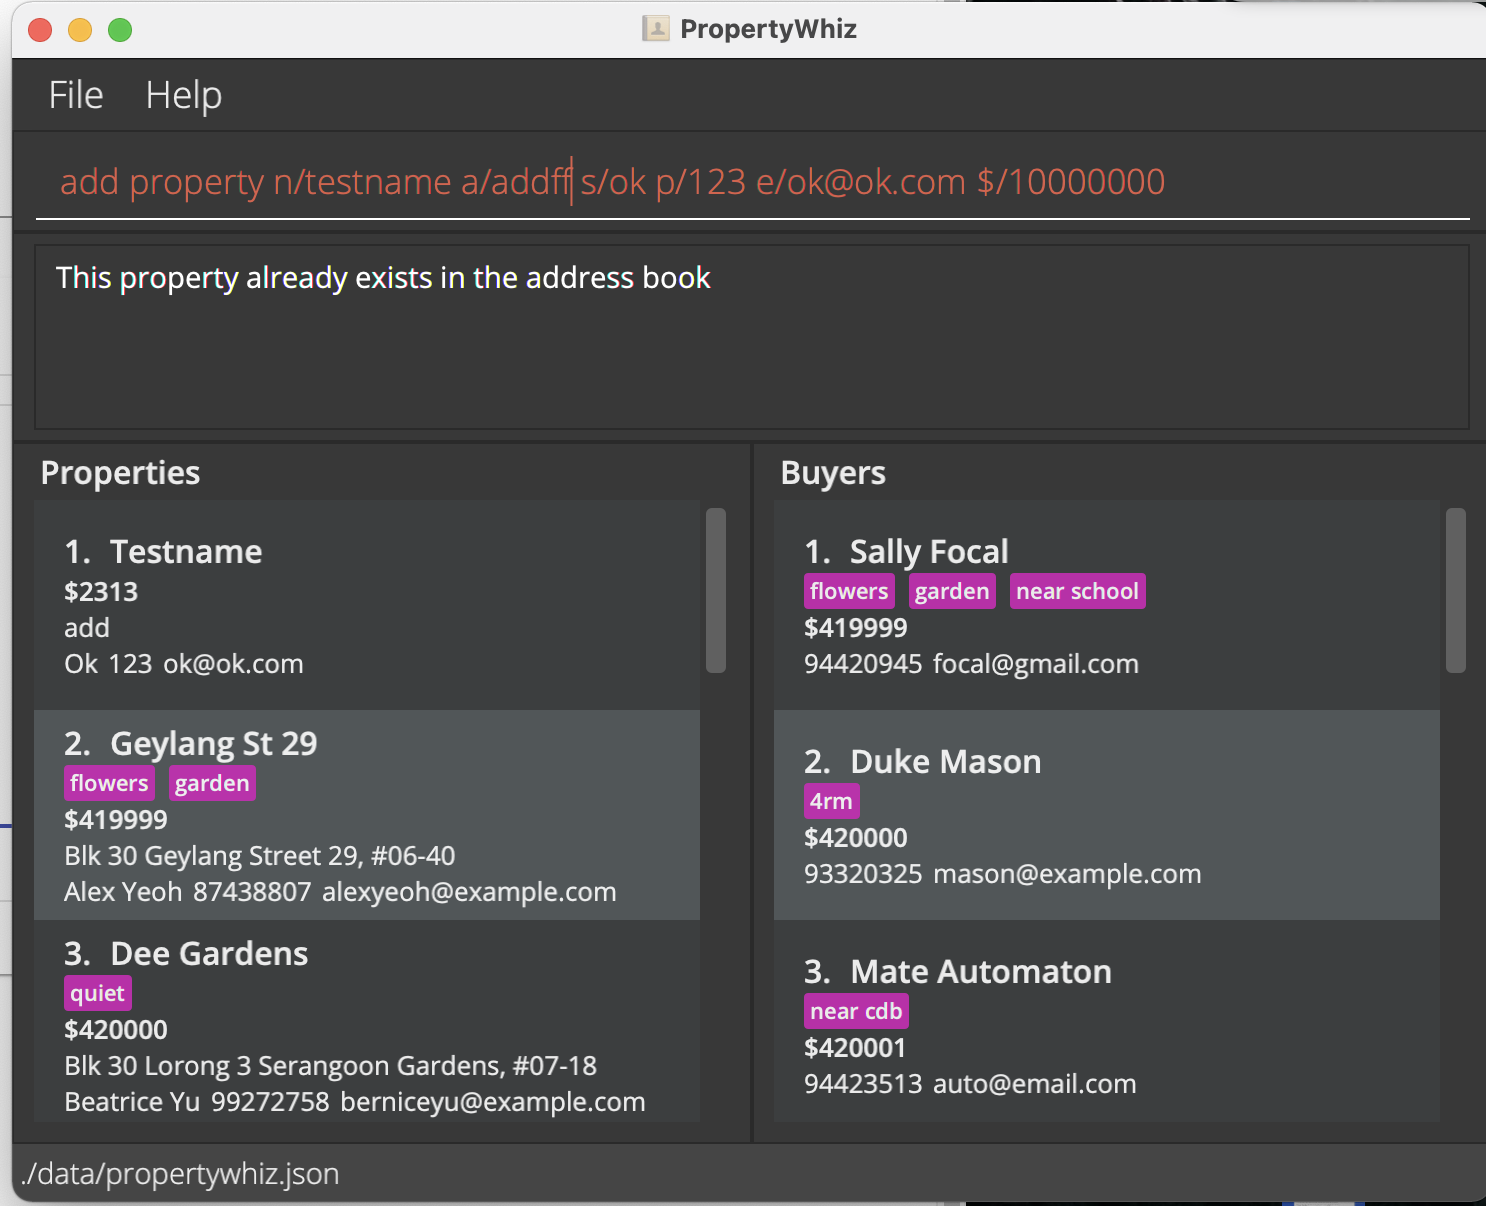 PropertyWhiz
File Help
add property n/testname a/addff s/ok p/123 e/ok@ok.com $/10000000
This property already exists in the address book
Properties
1. Testname
$2313
add
Ok 123 ok@ok.com
2. Geylang St 29
flowers garden
$419999
Blk 30 Geylang Street 29, #06-40
Alex Yeoh 87438807 alexyeoh@example.com
3. Dee Gardens
quiet
$420000
Blk 30 Lorong 3 Serangoon Gardens, #07-18
Beatrice Yu 99272758 berniceyu@example.com
Buyers
1. Sally Focal
flowers garden near school
$419999
94420945 focal@gmail.com
2. Duke Mason
4rm
$420000
93320325 mason@example.com
3. Mate Automaton
near cdb
$420001
94423513 auto@email.com
./data/propertywhiz.json